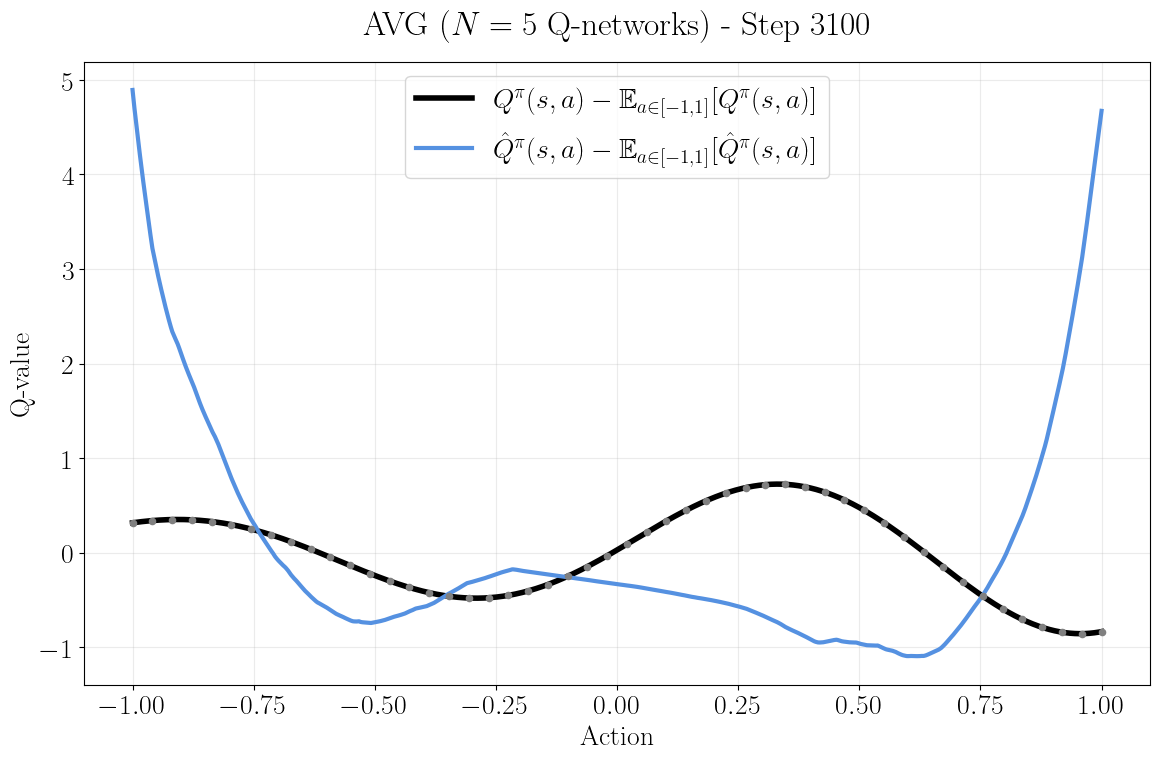 AVG (N = 5 Q-networks) - Step 3100
Q^π(s, a) − 𝔼_{a∈[−1,1]}[Q^π(s, a)]
Q̂^π(s, a) − 𝔼_{a∈[−1,1]}[Q̂^π(s, a)]
Q-value
5
4
3
2
1
0
−1
−1.00 −0.75 −0.50 −0.25 0.00 0.25 0.50 0.75 1.00
Action